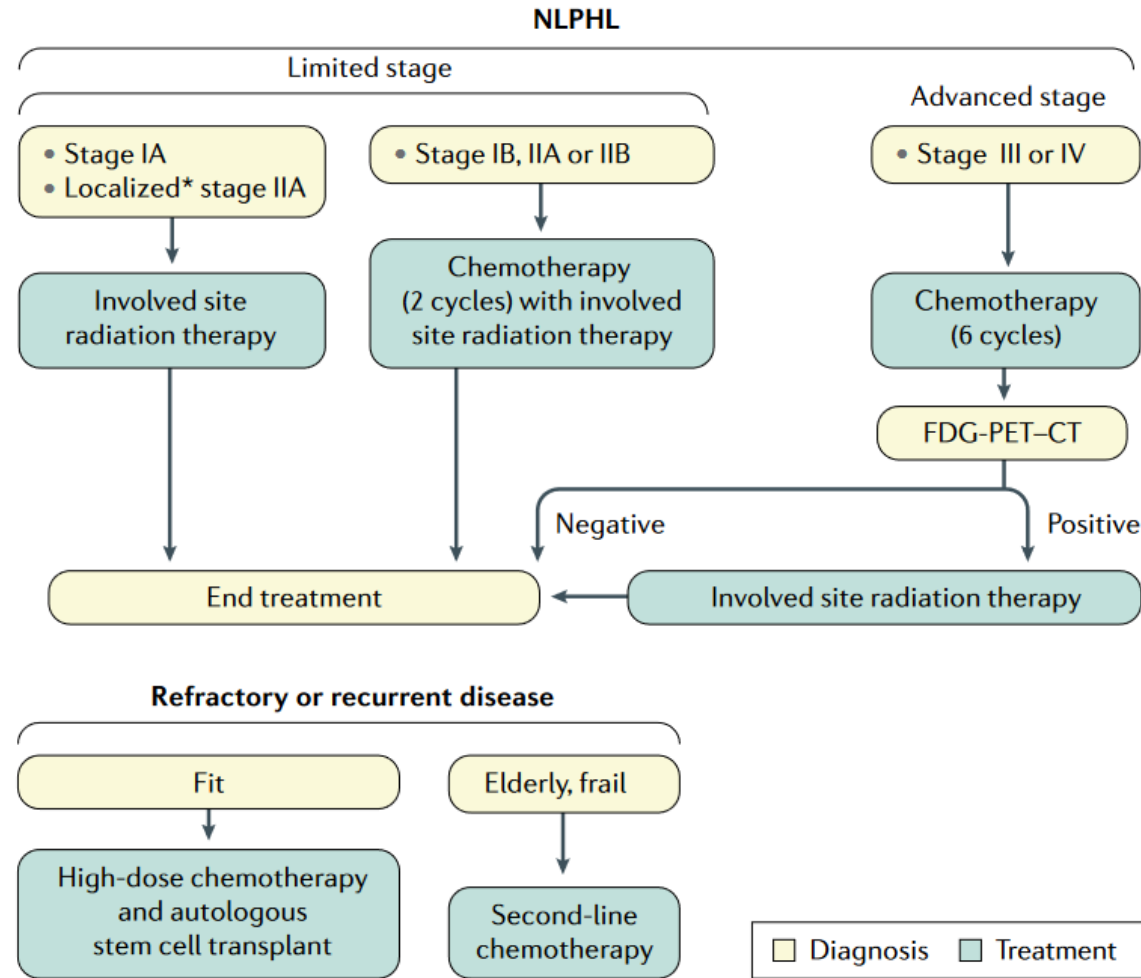 NLPHL
Limited stage
Advanced stage
• Stage IA
• Localized* stage IIA
• Stage IB, IIA or IIB
• Stage III or IV
Involved site
radiation therapy
Chemotherapy
(2 cycles) with involved
site radiation therapy
Chemotherapy
(6 cycles)
FDG-PET–CT
Negative
Positive
End treatment
Involved site radiation therapy
Refractory or recurrent disease
Fit
Elderly, frail
High-dose chemotherapy
and autologous
stem cell transplant
Second-line
chemotherapy
Diagnosis
Treatment